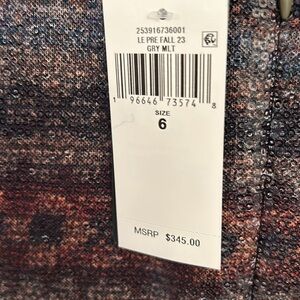 253916736001
LE PRE FALL 23
GRY MLT
1 96646 73574 8
SIZE
6
MSRP $345.00